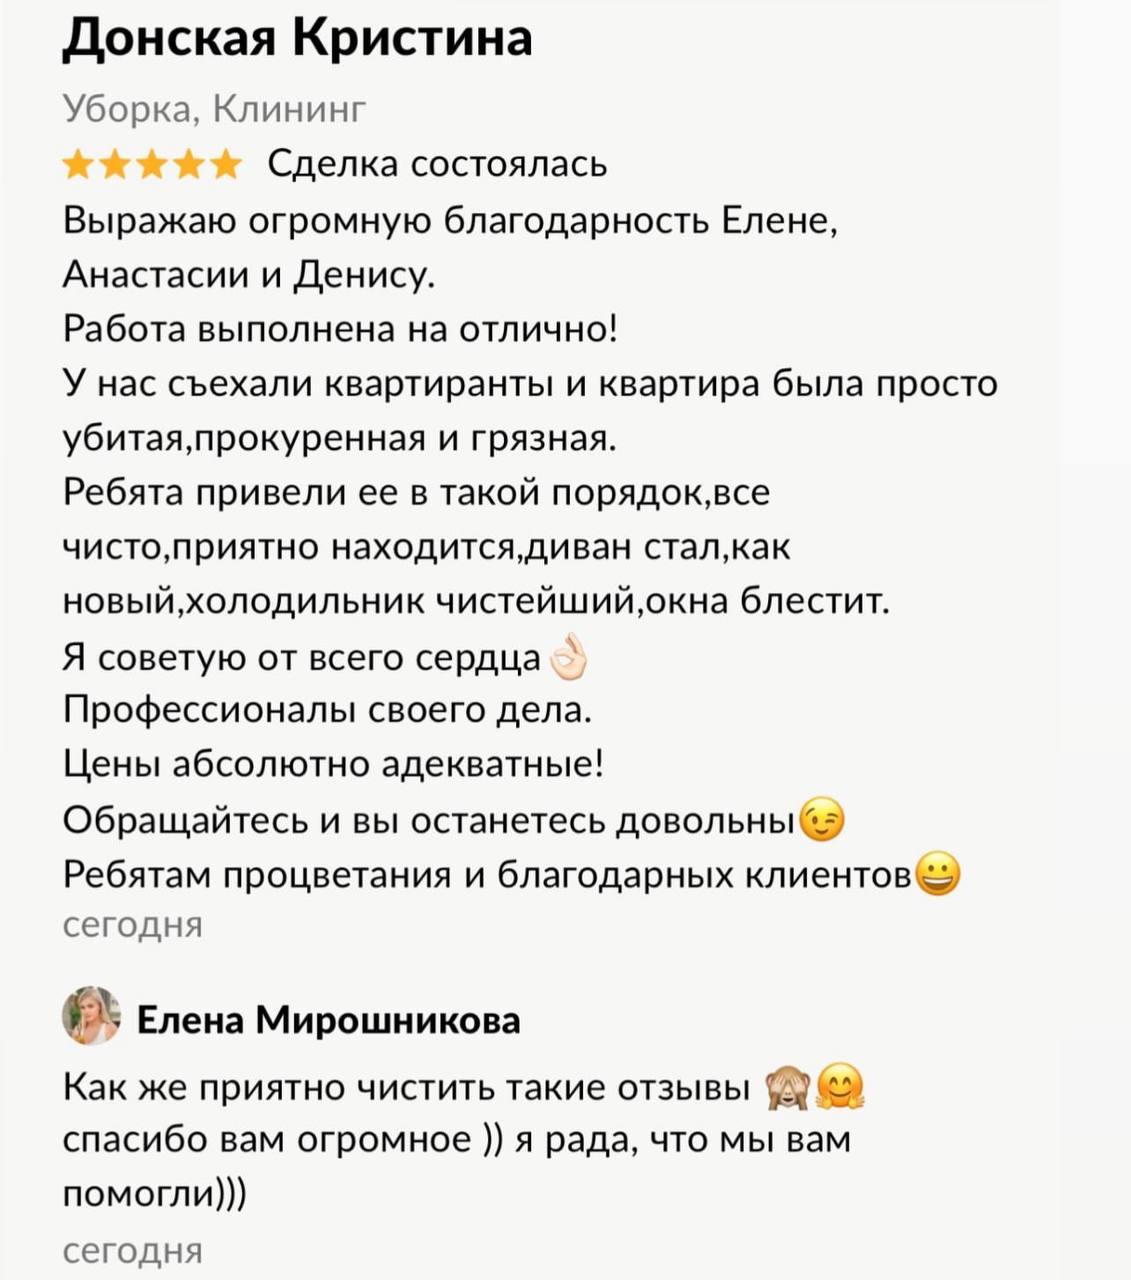 Донская Кристина
Уборка, Клининг
Сделка состоялась
Выражаю огромную благодарность Елене,
Анастасии и Денису.
Работа выполнена на отлично!
У нас съехали квартиранты и квартира была просто
убитая,прокуренная и грязная.
Ребята привели ее в такой порядок,все
чисто,приятно находится,диван стал,как
новый,холодильник чистейший,окна блестит.
Я советую от всего сердца👌🏻
Профессионалы своего дела.
Цены абсолютно адекватные!
Обращайтесь и вы останетесь довольны😉
Ребятам процветания и благодарных клиентов😀
сегодня
Елена Мирошникова
Как же приятно чистить такие отзывы 🙈🤗
спасибо вам огромное )) я рада, что мы вам
помогли)))
сегодня